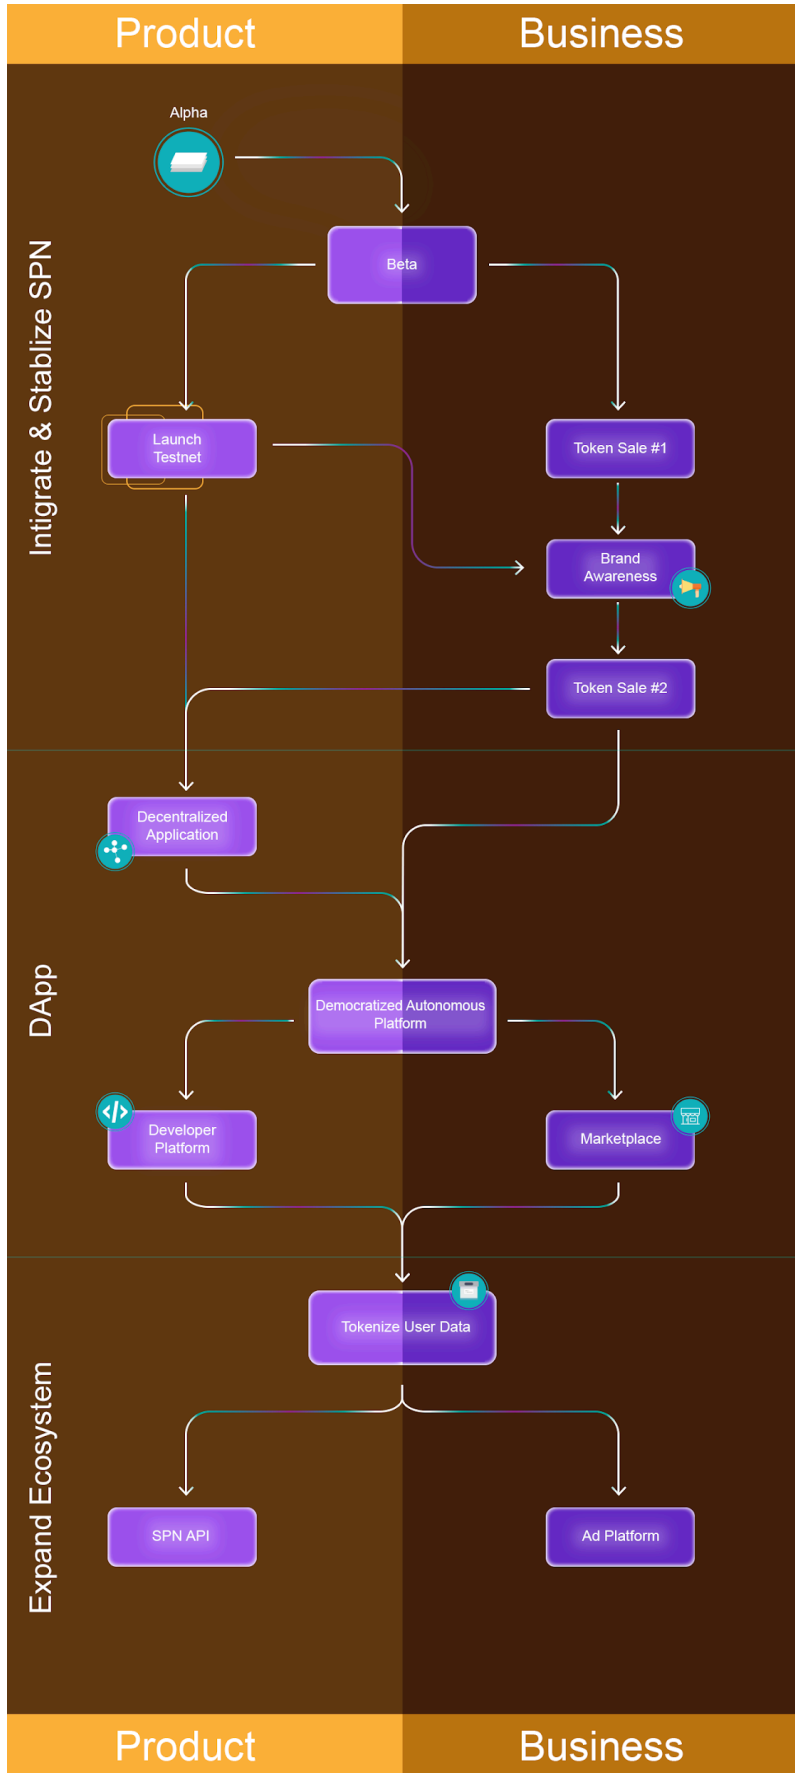 Product
Business
Alpha
Intigrate & Stablize SPN
Beta
Launch
Testnet
Token Sale #1
Brand
Awareness
Token Sale #2
DApp
Decentralized
Application
Democratized Autonomous
Platform
Developer
Platform
Marketplace
Expand Ecosystem
Tokenize User Data
SPN API
Ad Platform
Product
Business